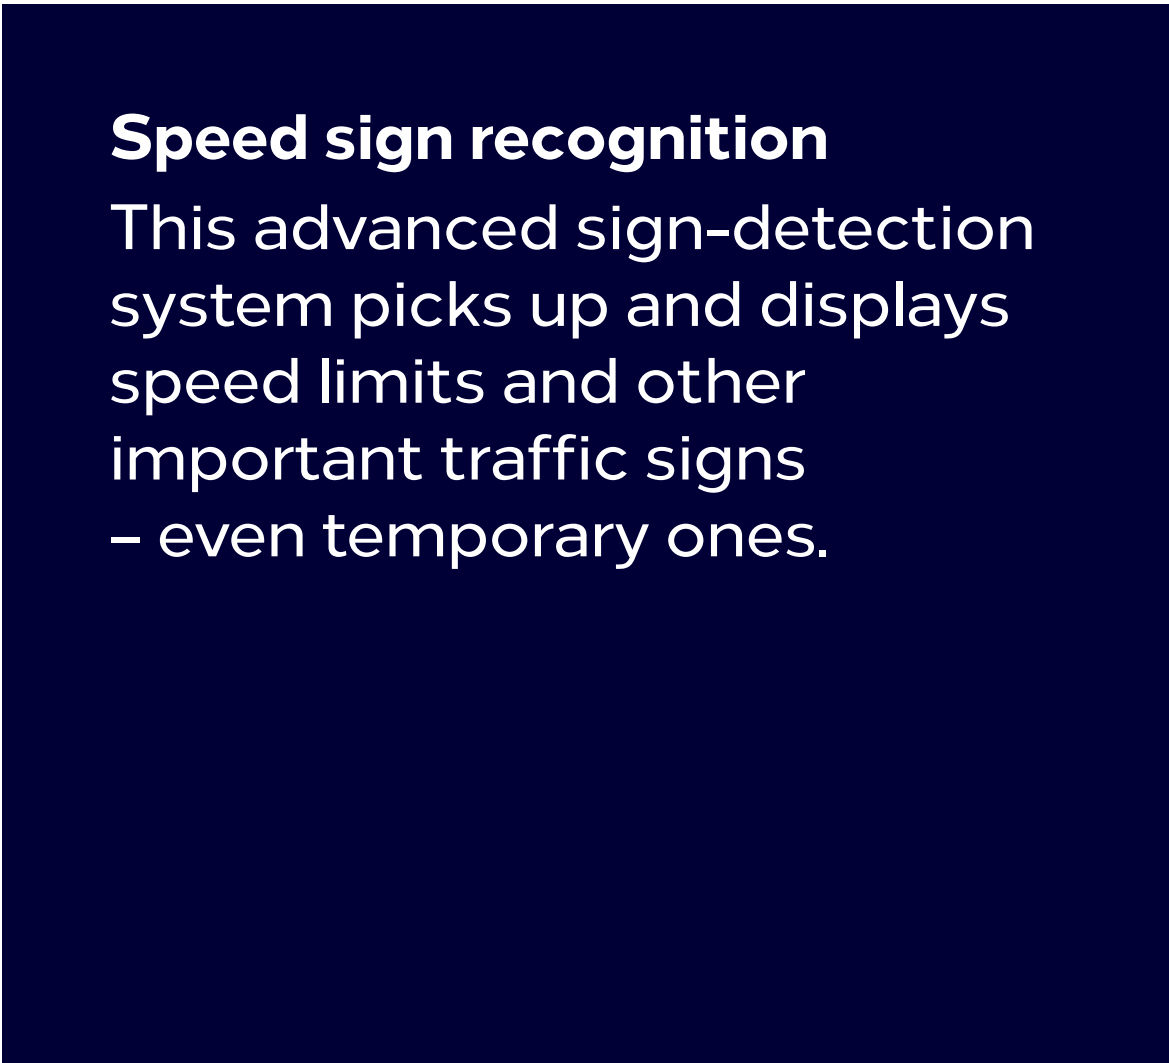 Speed sign recognition
This advanced sign-detection
system picks up and displays
speed limits and other
important traffic signs
– even temporary ones.